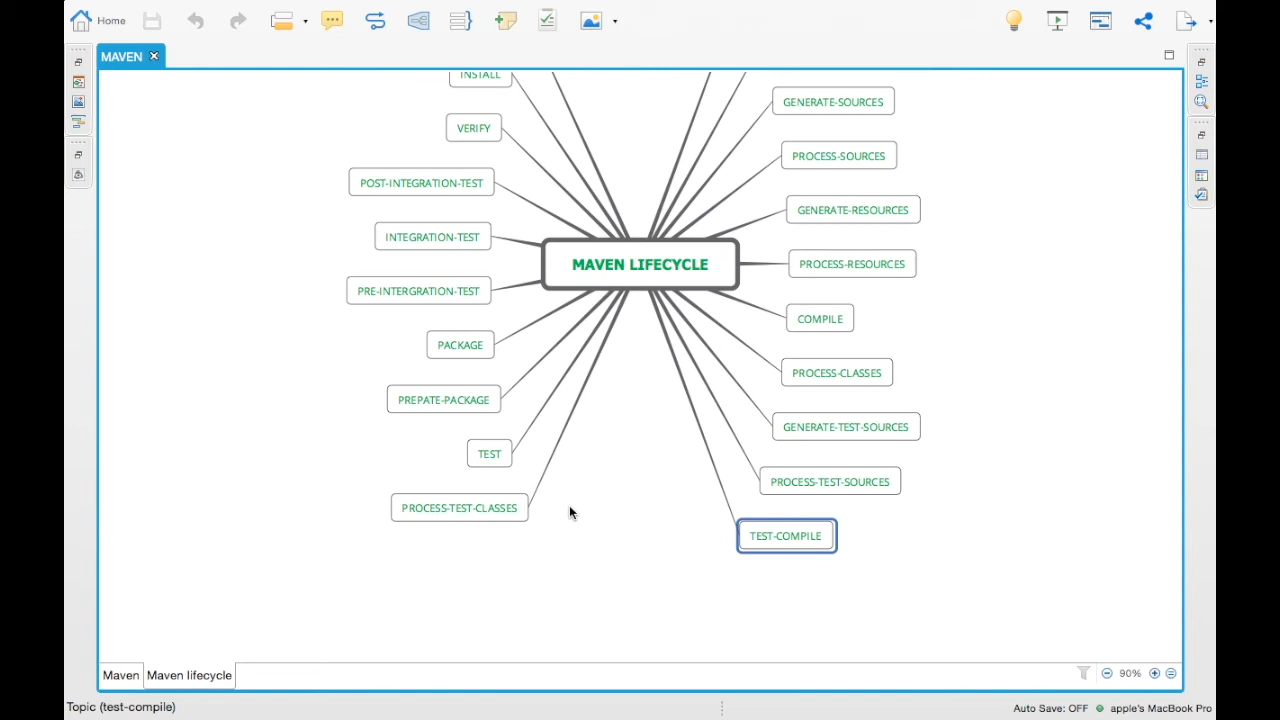 Home
MAVEN
INSTALL
GENERATE-SOURCES
VERIFY
PROCESS-SOURCES
POST-INTEGRATION-TEST
GENERATE-RESOURCES
INTEGRATION-TEST
MAVEN LIFECYCLE
PROCESS-RESOURCES
PRE-INTERGRATION-TEST
COMPILE
PACKAGE
PROCESS-CLASSES
PREPATE-PACKAGE
GENERATE-TEST-SOURCES
TEST
PROCESS-TEST-SOURCES
PROCESS-TEST-CLASSES
TEST-COMPILE
Maven
Maven lifecycle
90%
Topic (test-compile)
Auto Save: OFF
apple's MacBook Pro